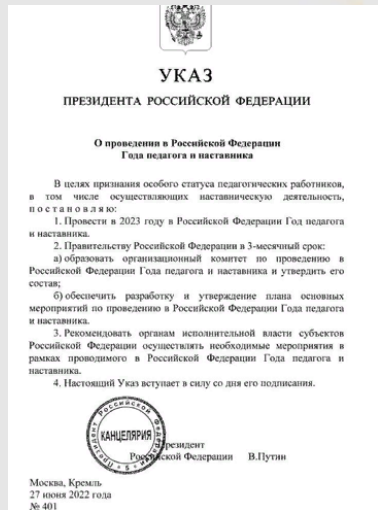 УКАЗ
ПРЕЗИДЕНТА РОССИЙСКОЙ ФЕДЕРАЦИИ
О проведении в Российской Федерации
Года педагога и наставника
В целях признания особого статуса педагогических работников,
в том числе осуществляющих наставническую деятельность,
п о с т а н о в л я ю:
1. Провести в 2023 году в Российской Федерации Год педагога
и наставника.
2. Правительству Российской Федерации в 3-месячный срок:
а) образовать организационный комитет по проведению в
Российской Федерации Года педагога и наставника и утвердить его
состав;
б) обеспечить разработку и утверждение плана основных
мероприятий по проведению в Российской Федерации Года педагога
и наставника.
3. Рекомендовать органам исполнительной власти субъектов
Российской Федерации осуществлять необходимые мероприятия в
рамках проводимого в Российской Федерации Года педагога и
наставника.
4. Настоящий Указ вступает в силу со дня его подписания.
Президент Российской Федерации
КАНЦЕЛЯРИЯ
5
Президент
Российской Федерации В.Путин
Москва, Кремль
27 июня 2022 года
№ 401